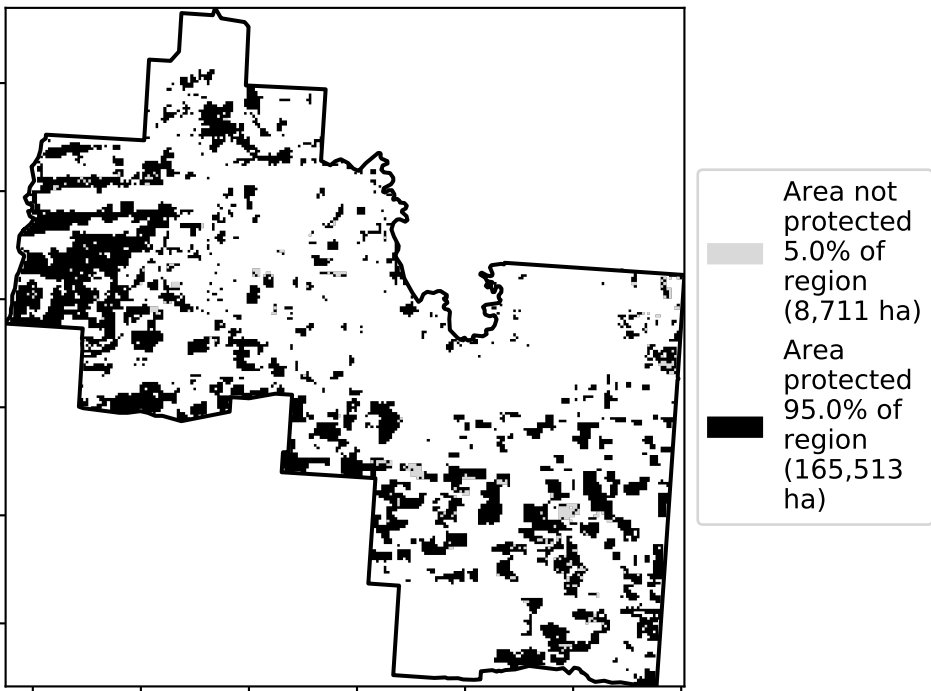 Area not
protected
5.0% of
region
(8,711 ha)
Area
protected
95.0% of
region
(165,513
ha)